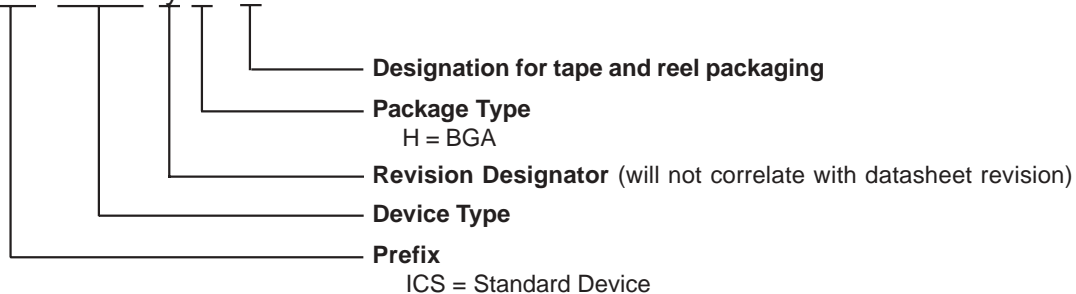 Designation for tape and reel packaging
Package Type
H = BGA
Revision Designator (will not correlate with datasheet revision)
Device Type
Prefix
ICS = Standard Device